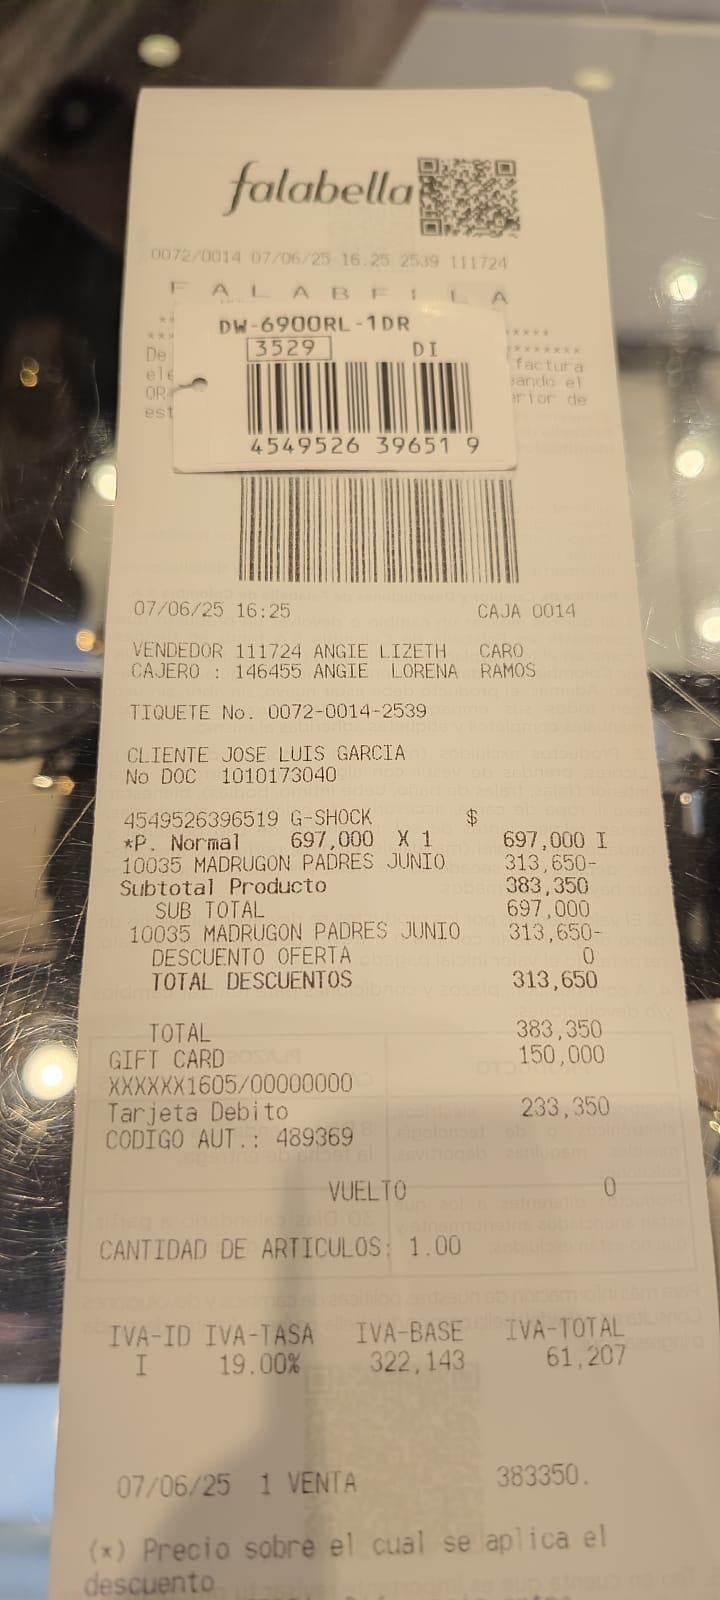 falabella
0072/0014 07/06/25 16:25 2539 111724
F A L A B E L L A
DW-6900RL-1DR
3529 DI
De factura
ele
OR
est erior de
4549526 39651 9
07/06/25 16:25 CAJA 0014
VENDEDOR 111724 ANGIE LIZETH CARO
CAJERO : 146455 ANGIE LORENA RAMOS
TIQUETE No. 0072-0014-2539
CLIENTE JOSE LUIS GARCIA
No DOC 1010173040
4549526396519 G-SHOCK $
*P. Normal 697,000 X 1 697,000 I
10035 MADRUGON PADRES JUNIO 313,650-
Subtotal Producto 383,350
SUB TOTAL 697,000
10035 MADRUGON PADRES JUNIO 313,650-
DESCUENTO OFERTA 0
TOTAL DESCUENTOS 313,650
TOTAL 383,350
GIFT CARD 150,000
XXXXXX1605/00000000
Tarjeta Debito 233,350
CODIGO AUT.: 489369
VUELTO 0
CANTIDAD DE ARTICULOS: 1.00
IVA-ID IVA-TASA IVA-BASE IVA-TOTAL
I 19.00% 322,143 61,207
07/06/25 1 VENTA 383350.
(*) Precio sobre el cual se aplica el
descuento